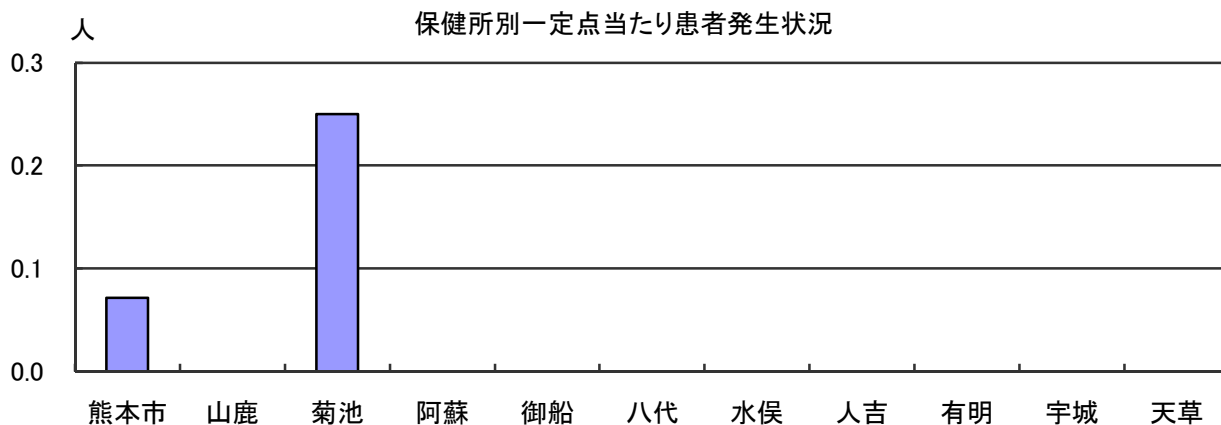 保健所別一定点当たり患者発生状況
人
0.3
0.2
0.1
0.0
熊本市 山鹿 菊池 阿蘇 御船 八代 水俣 人吉 有明 宇城 天草